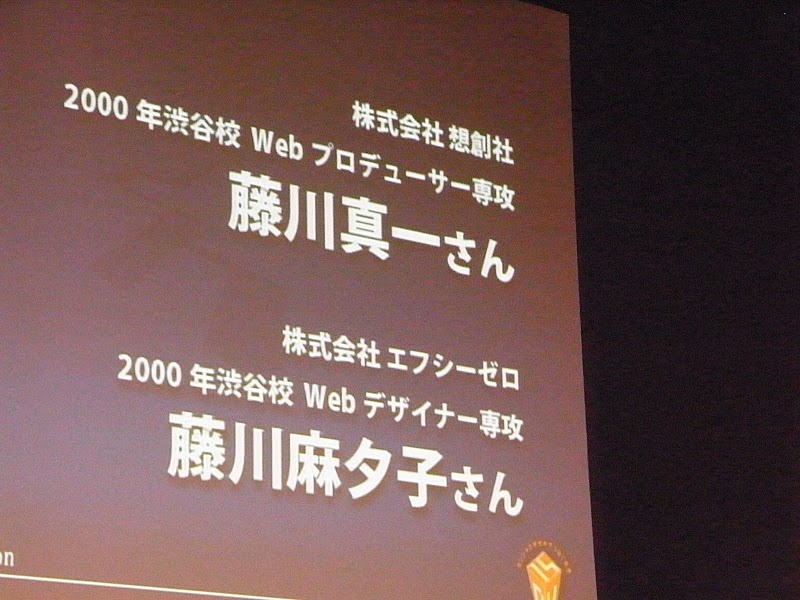 株式会社 想創社
2000 年渋谷校 Web プロデューサー専攻
藤川真一さん
株式会社 エフシーゼロ
2000 年渋谷校 Web デザイナー専攻
藤川麻夕子さん
on